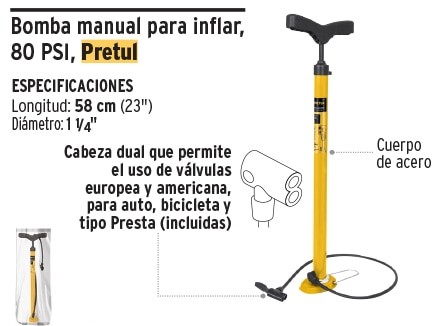 Bomba manual para inflar,
80 PSI, Pretul
ESPECIFICACIONES
Longitud: 58 cm (23")
Diámetro: 1 1/4"
Cabeza dual que permite
el uso de válvulas
europea y americana,
para auto, bicicleta y
tipo Presta (incluidas)
Cuerpo
de acero